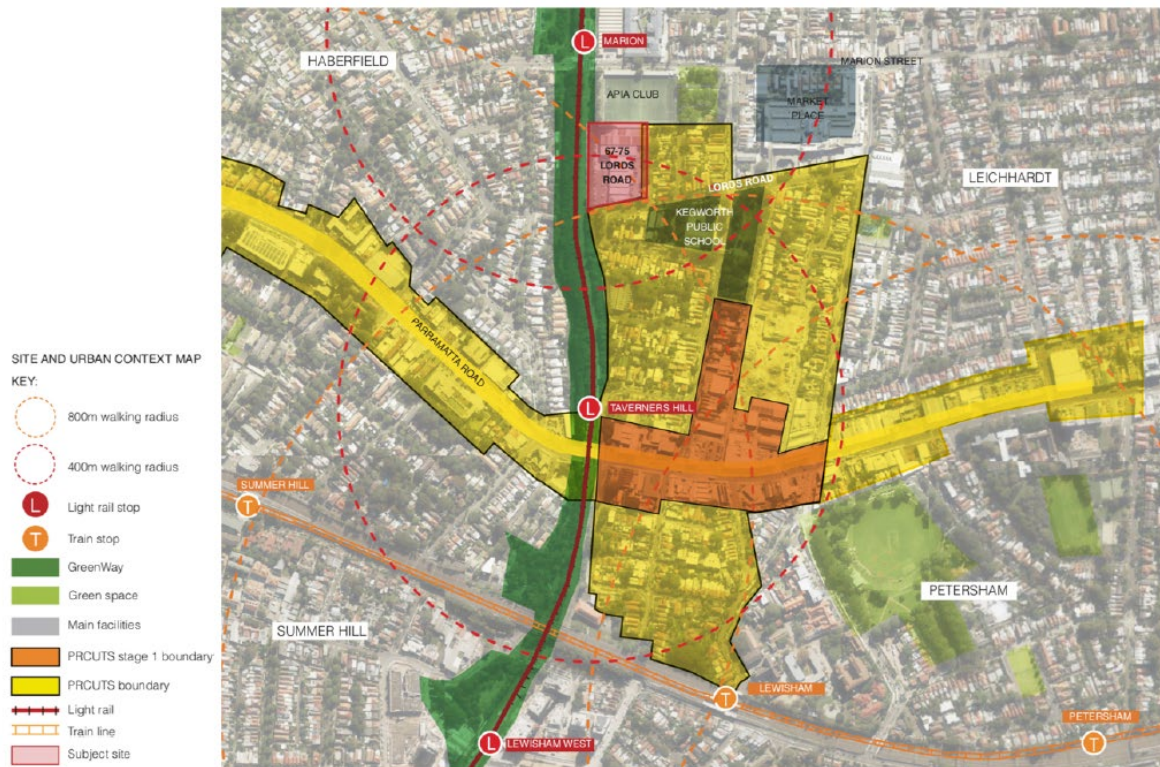 SITE AND URBAN CONTEXT MAP
KEY:
800m walking radius
400m walking radius
L
Light rail stop
T
Train stop
GreenWay
Green space
Main facilities
PRCUTS stage 1 boundary
PRCUTS boundary
Light rail
Train line
Subject site
L
MARION
HABERFIELD
MARION STREET
APIA CLUB
MARKET
PLACE
67-75
LORDS
ROAD
LORDS ROAD
LEICHHARDT
KEGWORTH
PUBLIC
SCHOOL
PARRAMATTA ROAD
L
TAVERNERS HILL
SUMMER HILL
T
PETERSHAM
SUMMER HILL
LEWISHAM
T
PETERSHAM
T
L
LEWISHAM WEST